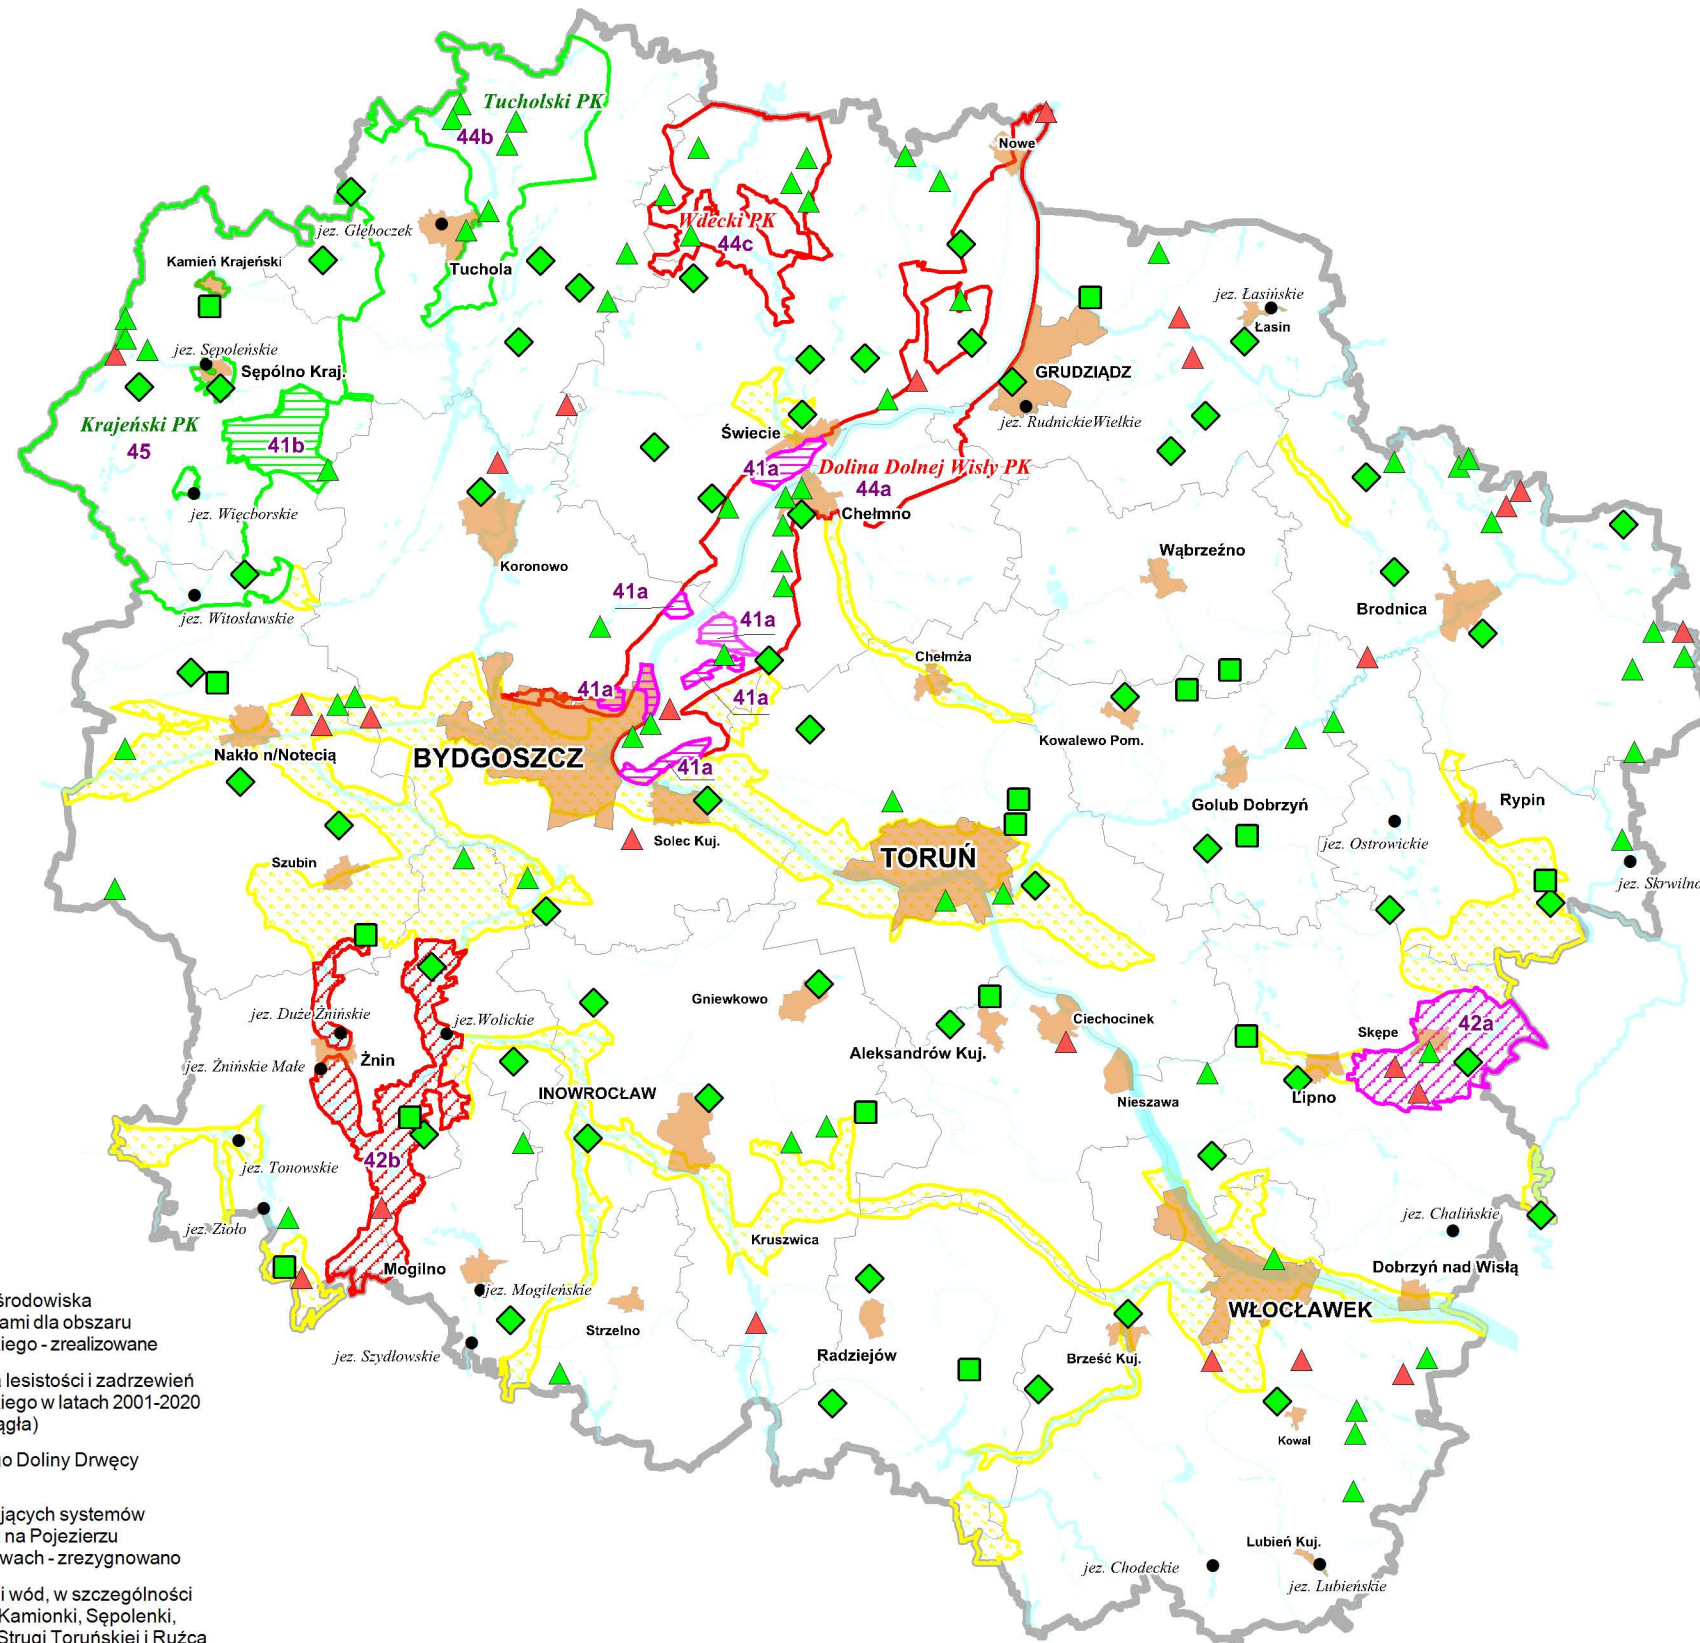 Tucholski PK
44b
Nowe
Wdecki PK
44c
jez. Głęboczek
Tuchola
Kamień Krajeński
jez. Łasińskie
Łasin
jez. Sępoleńskie
Sępólno Kraj.
GRUDZIĄDZ
jez. RudnickieWielkie
Krajeński PK
45
41b
Świecie
41a
Dolina Dolnej Wisły PK
44a
Chełmno
jez. Więcborskie
Koronowo
Wąbrzeźno
41a
Brodnica
jez. Witosławskie
41a
Chełmża
41a
41a
Kowalewo Pom.
Nakło n/Notecią
BYDGOSZCZ
41a
Golub Dobrzyń
Rypin
Solec Kuj.
jez. Ostrowickie
Szubin
TORUŃ
jez. Skrwilno
Gniewkowo
jez. Duże Żnińskie
jez.Wolickie
Ciechocinek
Skępe
42a
Aleksandrów Kuj.
jez. Żnińskie Małe
Żnin
INOWROCŁAW
Nieszawa
Lipno
42b
jez. Tonowskie
jez. Zioło
Kruszwica
jez. Chalińskie
Mogilno
Dobrzyń nad Wisłą
jez. Mogileńskie
WŁOCŁAWEK
Strzelno
jez. Szydłowskie
Radziejów
Brześć Kuj.
Kowal
Lubień Kuj.
jez. Chodeckie
jez. Lubieńskie
środowiska
ami dla obszaru
kiego - zrealizowane
a lesistości i zadrzewień
kiego w latach 2001-2020
ągła)
go Doliny Drwęcy
jących systemów
i na Pojezierzu
wach - zrezygnowano
i wód, w szczególności
Kamionki, Sępolenki,
Strugi Toruńskiej i Ruźca